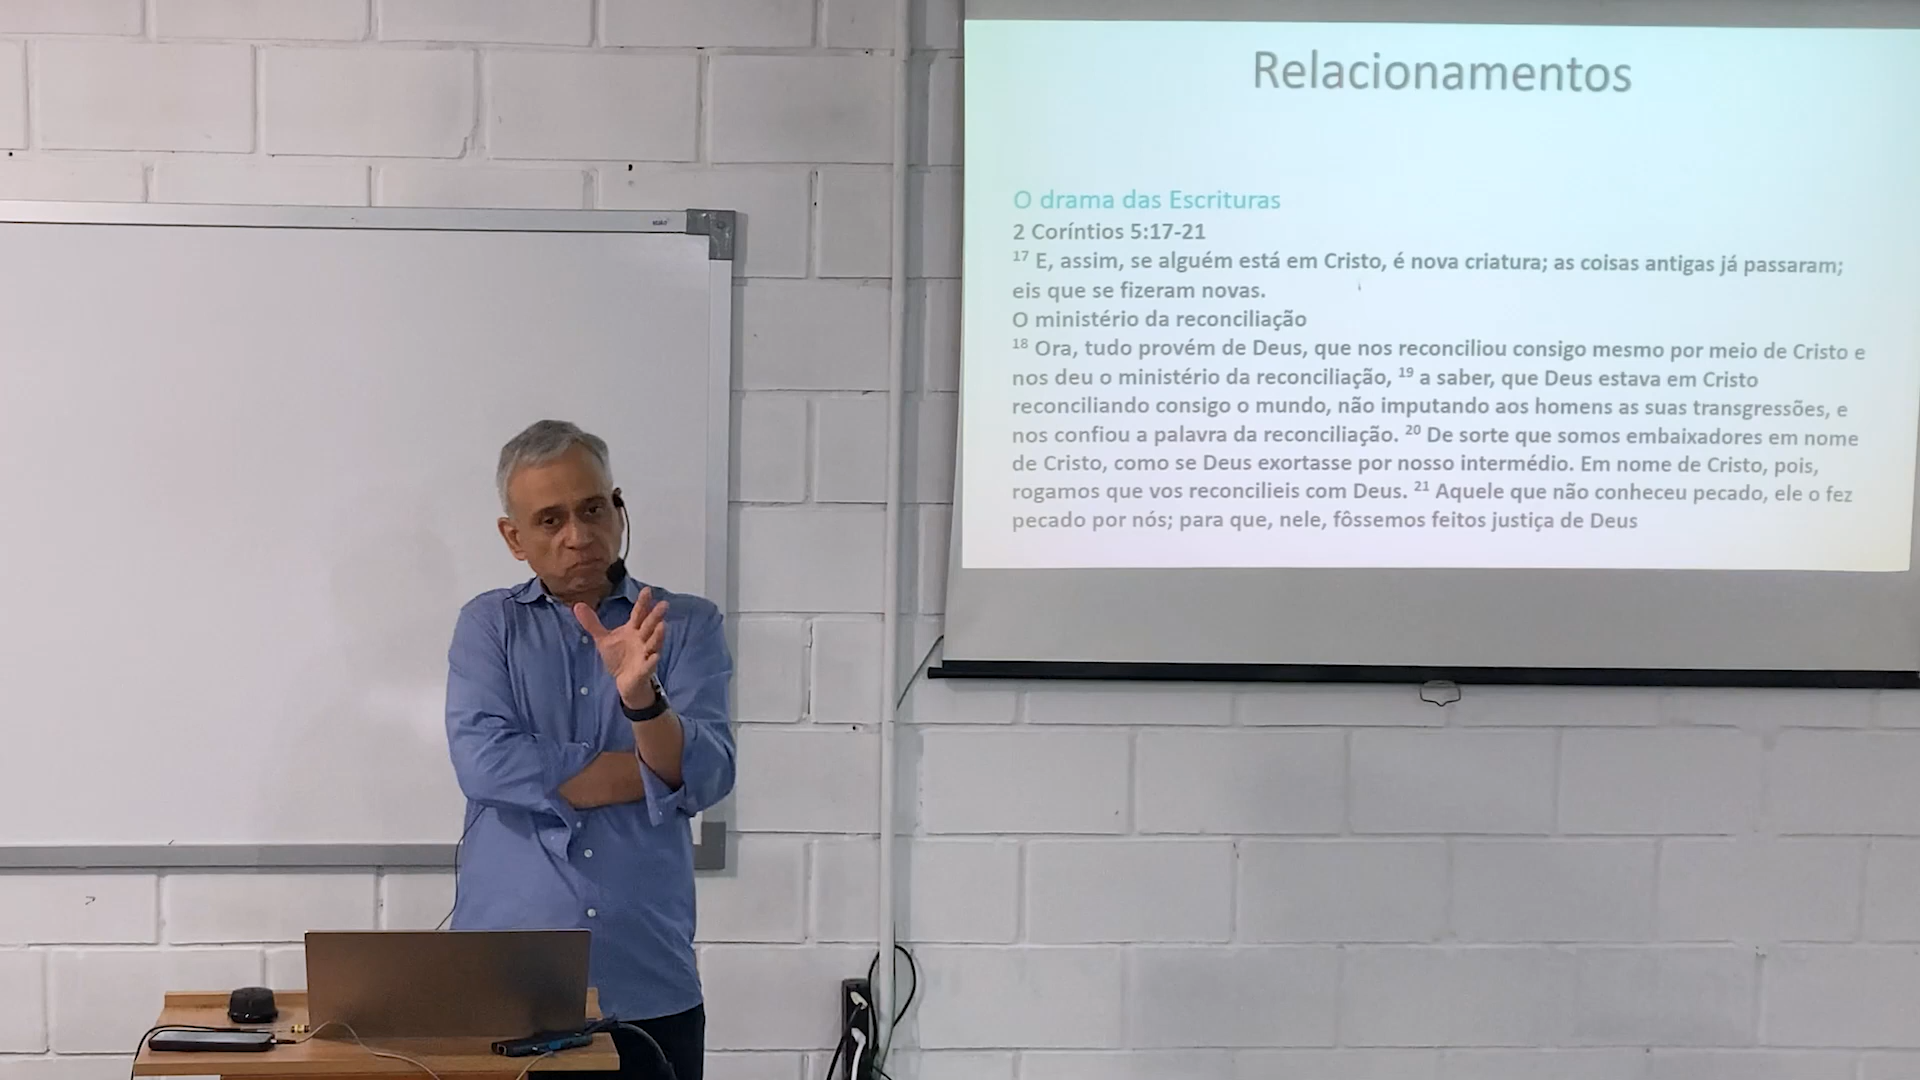 Relacionamentos
O drama das Escrituras
2 Coríntios 5:17-21
17 E, assim, se alguém está em Cristo, é nova criatura; as coisas antigas já passaram;
eis que se fizeram novas.
O ministério da reconciliação
18 Ora, tudo provém de Deus, que nos reconciliou consigo mesmo por meio de Cristo e
nos deu o ministério da reconciliação, 19 a saber, que Deus estava em Cristo
reconciliando consigo o mundo, não imputando aos homens as suas transgressões, e
nos confiou a palavra da reconciliação. 20 De sorte que somos embaixadores em nome
de Cristo, como se Deus exortasse por nosso intermédio. Em nome de Cristo, pois,
rogamos que vos reconcilieis com Deus. 21 Aquele que não conheceu pecado, ele o fez
pecado por nós; para que, nele, fôssemos feitos justiça de Deus